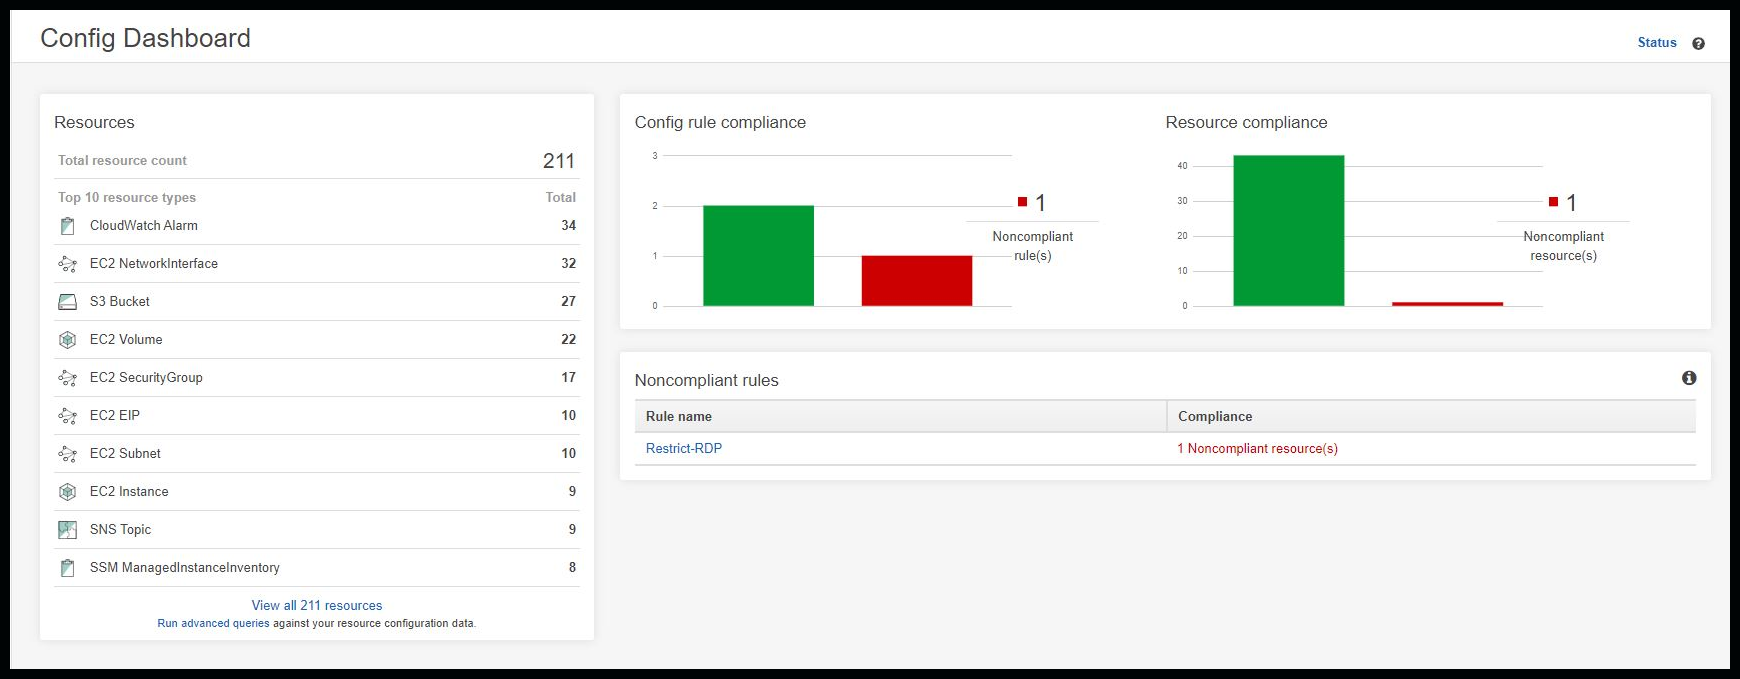 Config Dashboard
Status
Resources
Total resource count 211
Top 10 resource types Total
CloudWatch Alarm 34
EC2 NetworkInterface 32
S3 Bucket 27
EC2 Volume 22
EC2 SecurityGroup 17
EC2 EIP 10
EC2 Subnet 10
EC2 Instance 9
SNS Topic 9
SSM ManagedInstanceInventory 8
View all 211 resources
Run advanced queries against your resource configuration data.
Config rule compliance
3
2
1
0
1
Noncompliant
rule(s)
Resource compliance
40
30
20
10
0
1
Noncompliant
resource(s)
Noncompliant rules
Rule name Compliance
Restrict-RDP 1 Noncompliant resource(s)